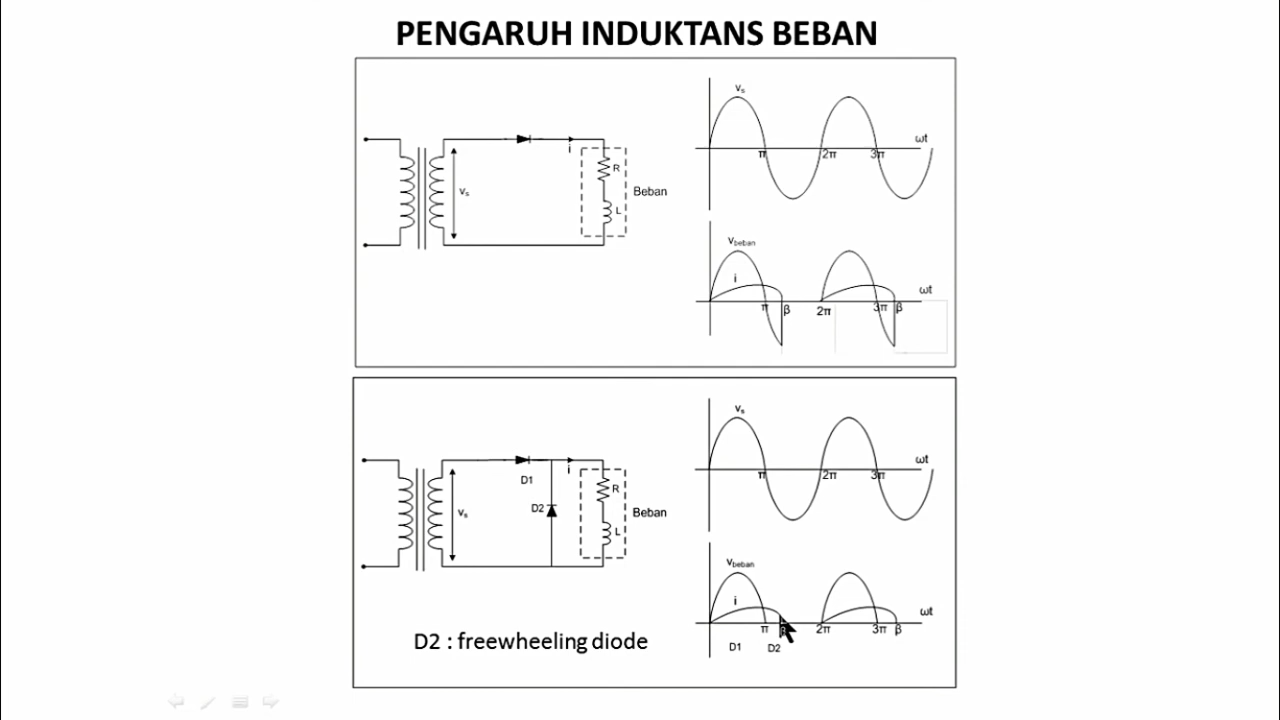 PENGARUH INDUKTANS BEBAN
vs
i
R
L
Beban
vs
π
2π
3π
ωt
vbeban
i
π
β
2π
3π
β
ωt
vs
D1
i
D2
R
L
Beban
D2 : freewheeling diode
vs
π
2π
3π
ωt
vbeban
i
π
2π
3π
β
ωt
D1
D2